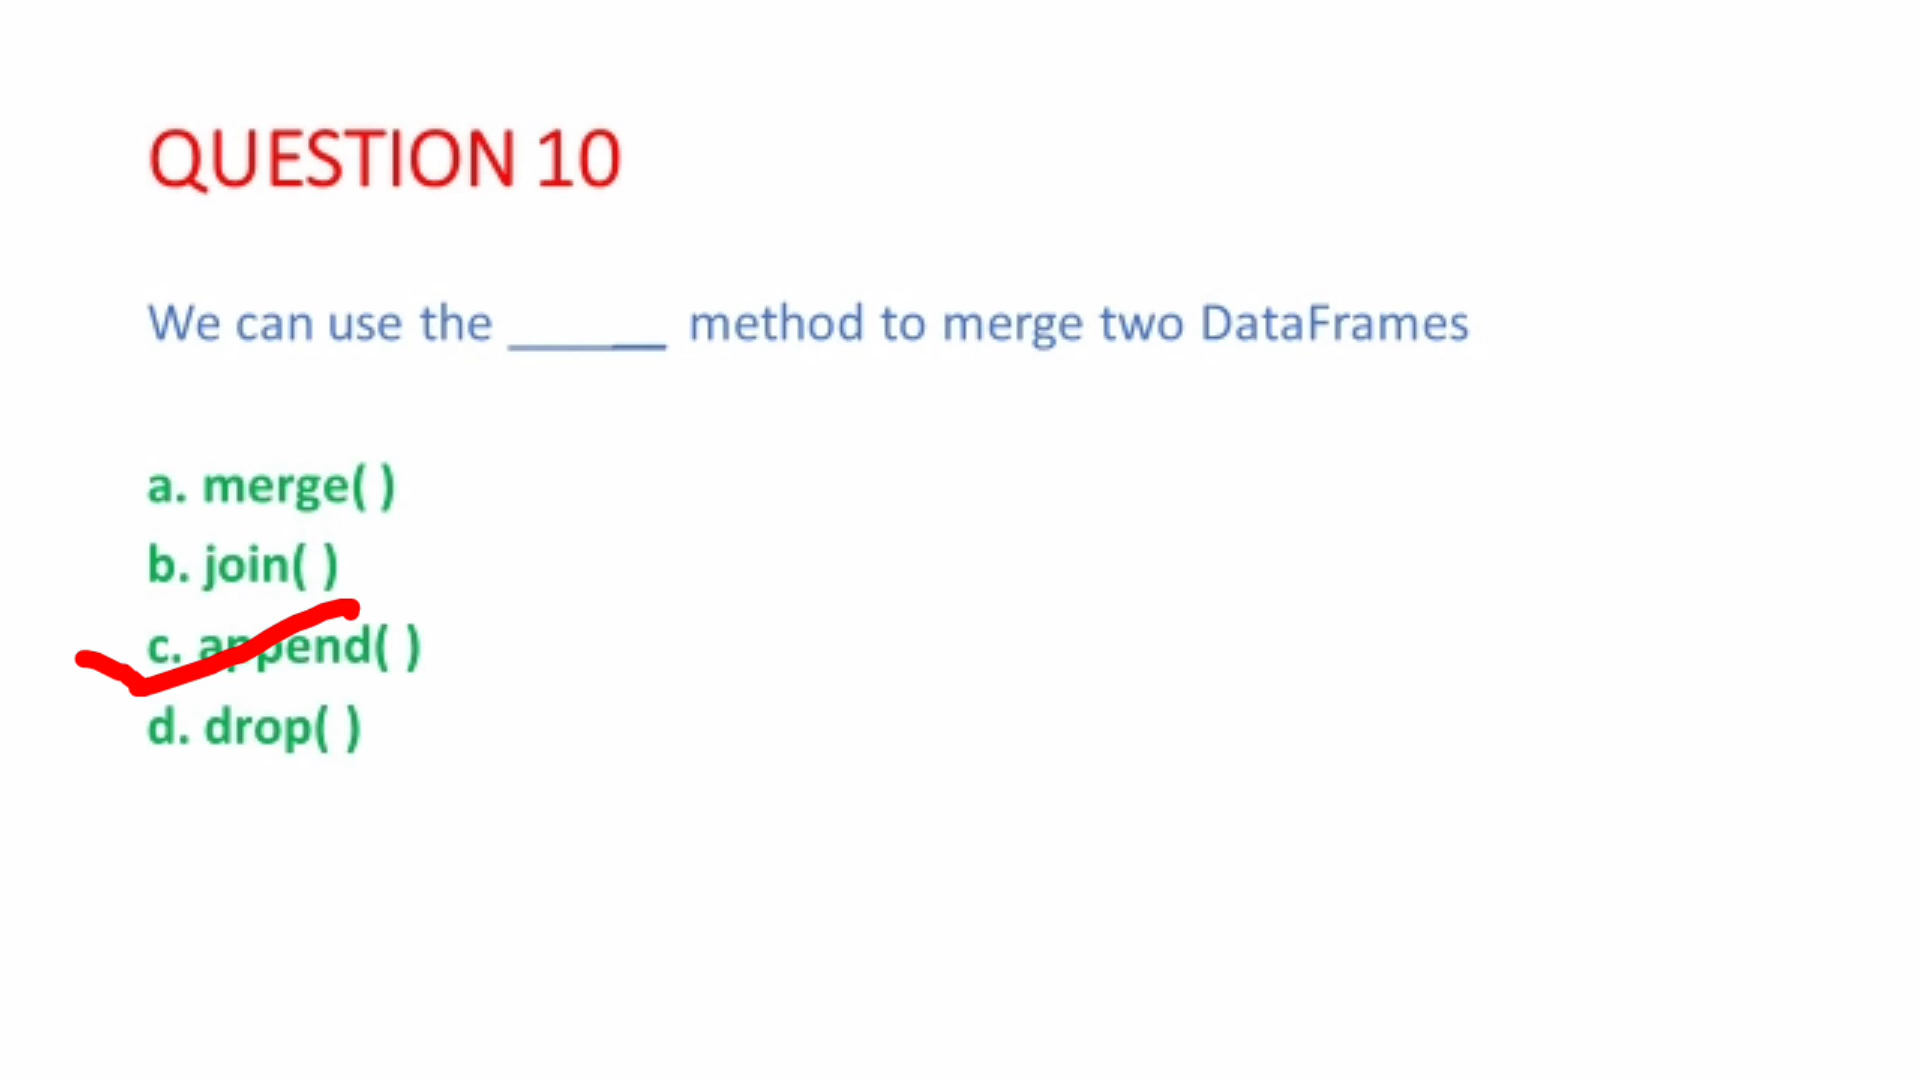 QUESTION 10
We can use the ______ method to merge two DataFrames
a. merge( )
b. join( )
c. append( )
d. drop( )